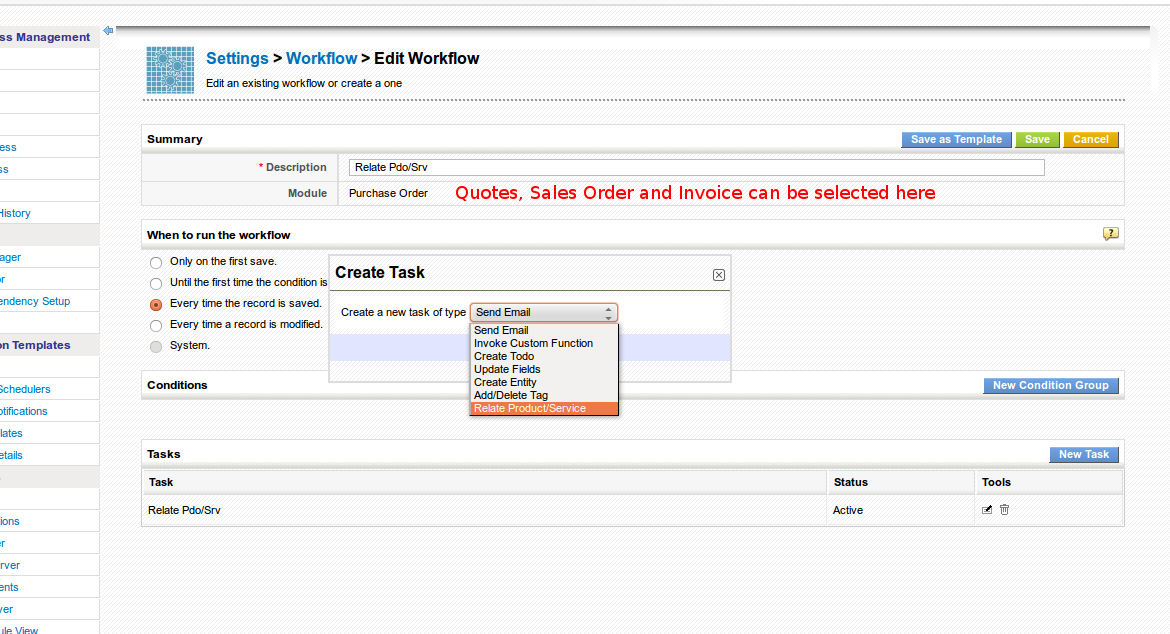 ss Management
ess
ss
History
ager
or
endency Setup
on Templates
Schedulers
otifications
lates
etails
ions
er
rver
ents
ver
ule View
Settings > Workflow > Edit Workflow
Edit an existing workflow or create a one
Summary
Save as Template
Save
Cancel
* Description
Relate Pdo/Srv
Module
Purchase Order
Quotes, Sales Order and Invoice can be selected here
When to run the workflow
?
Only on the first save.
Until the first time the condition is
Every time the record is saved.
Every time a record is modified.
System.
Create Task
Create a new task of type
Send Email
Send Email
Invoke Custom Function
Create Todo
Update Fields
Create Entity
Add/Delete Tag
Relate Product/Service
Conditions
New Condition Group
Tasks
New Task
Task
Status
Tools
Relate Pdo/Srv
Active